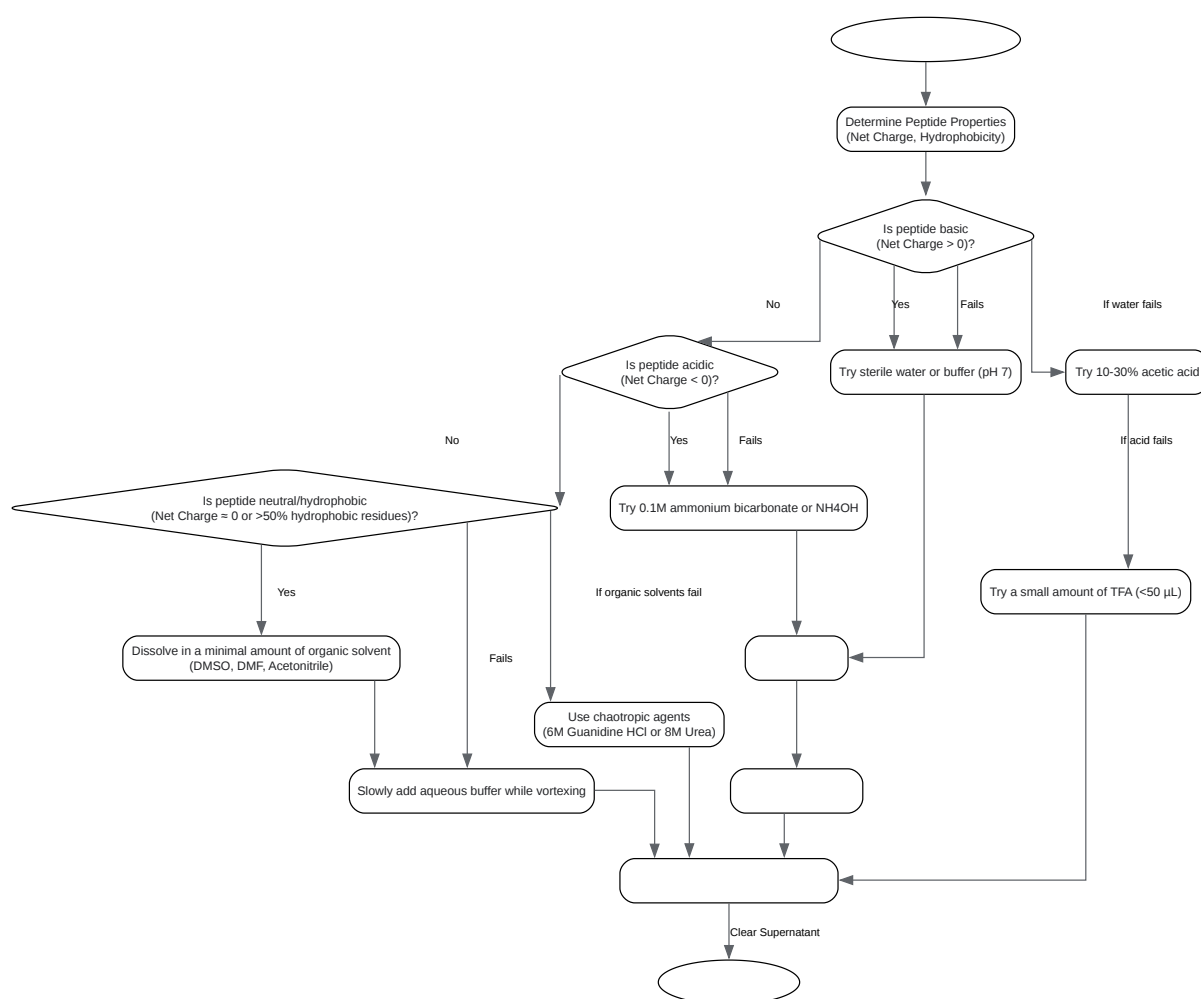 Determine Peptide Properties
(Net Charge, Hydrophobicity)
Is peptide basic
(Net Charge > 0)?
No
Yes
Fails
If water fails
Is peptide acidic
(Net Charge < 0)?
Try sterile water or buffer (pH 7)
Try 10-30% acetic acid
No
Yes
Fails
If acid fails
Is peptide neutral/hydrophobic
(Net Charge ≈ 0 or >50% hydrophobic residues)?
Try 0.1M ammonium bicarbonate or NH4OH
Yes
If organic solvents fail
Try a small amount of TFA (<50 µL)
Dissolve in a minimal amount of organic solvent
(DMSO, DMF, Acetonitrile)
Fails
Use chaotropic agents
(6M Guanidine HCl or 8M Urea)
Slowly add aqueous buffer while vortexing
Clear Supernatant